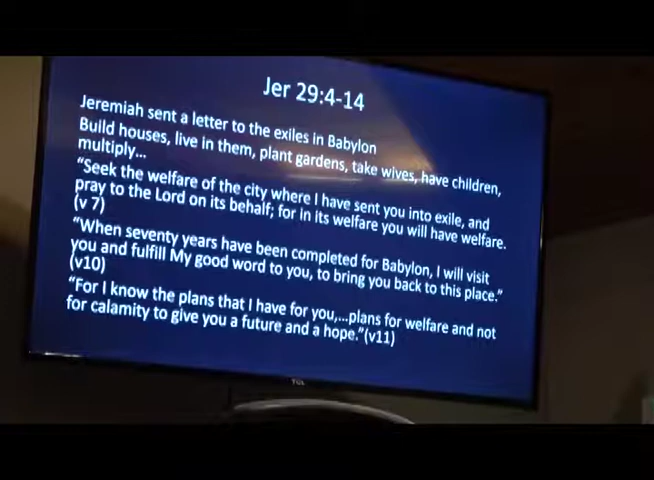 Jer 29:4-14
Jeremiah sent a letter to the exiles in Babylon
Build houses, live in them, plant gardens, take wives, have children,
multiply...
“Seek the welfare of the city where I have sent you into exile, and
pray to the Lord on its behalf; for in its welfare you will have welfare.
(v 7)
“When seventy years have been completed for Babylon, I will visit
you and fulfill My good word to you, to bring you back to this place.”
(v10)
“For I know the plans that I have for you,...plans for welfare and not
for calamity to give you a future and a hope.”(v11)
TCL